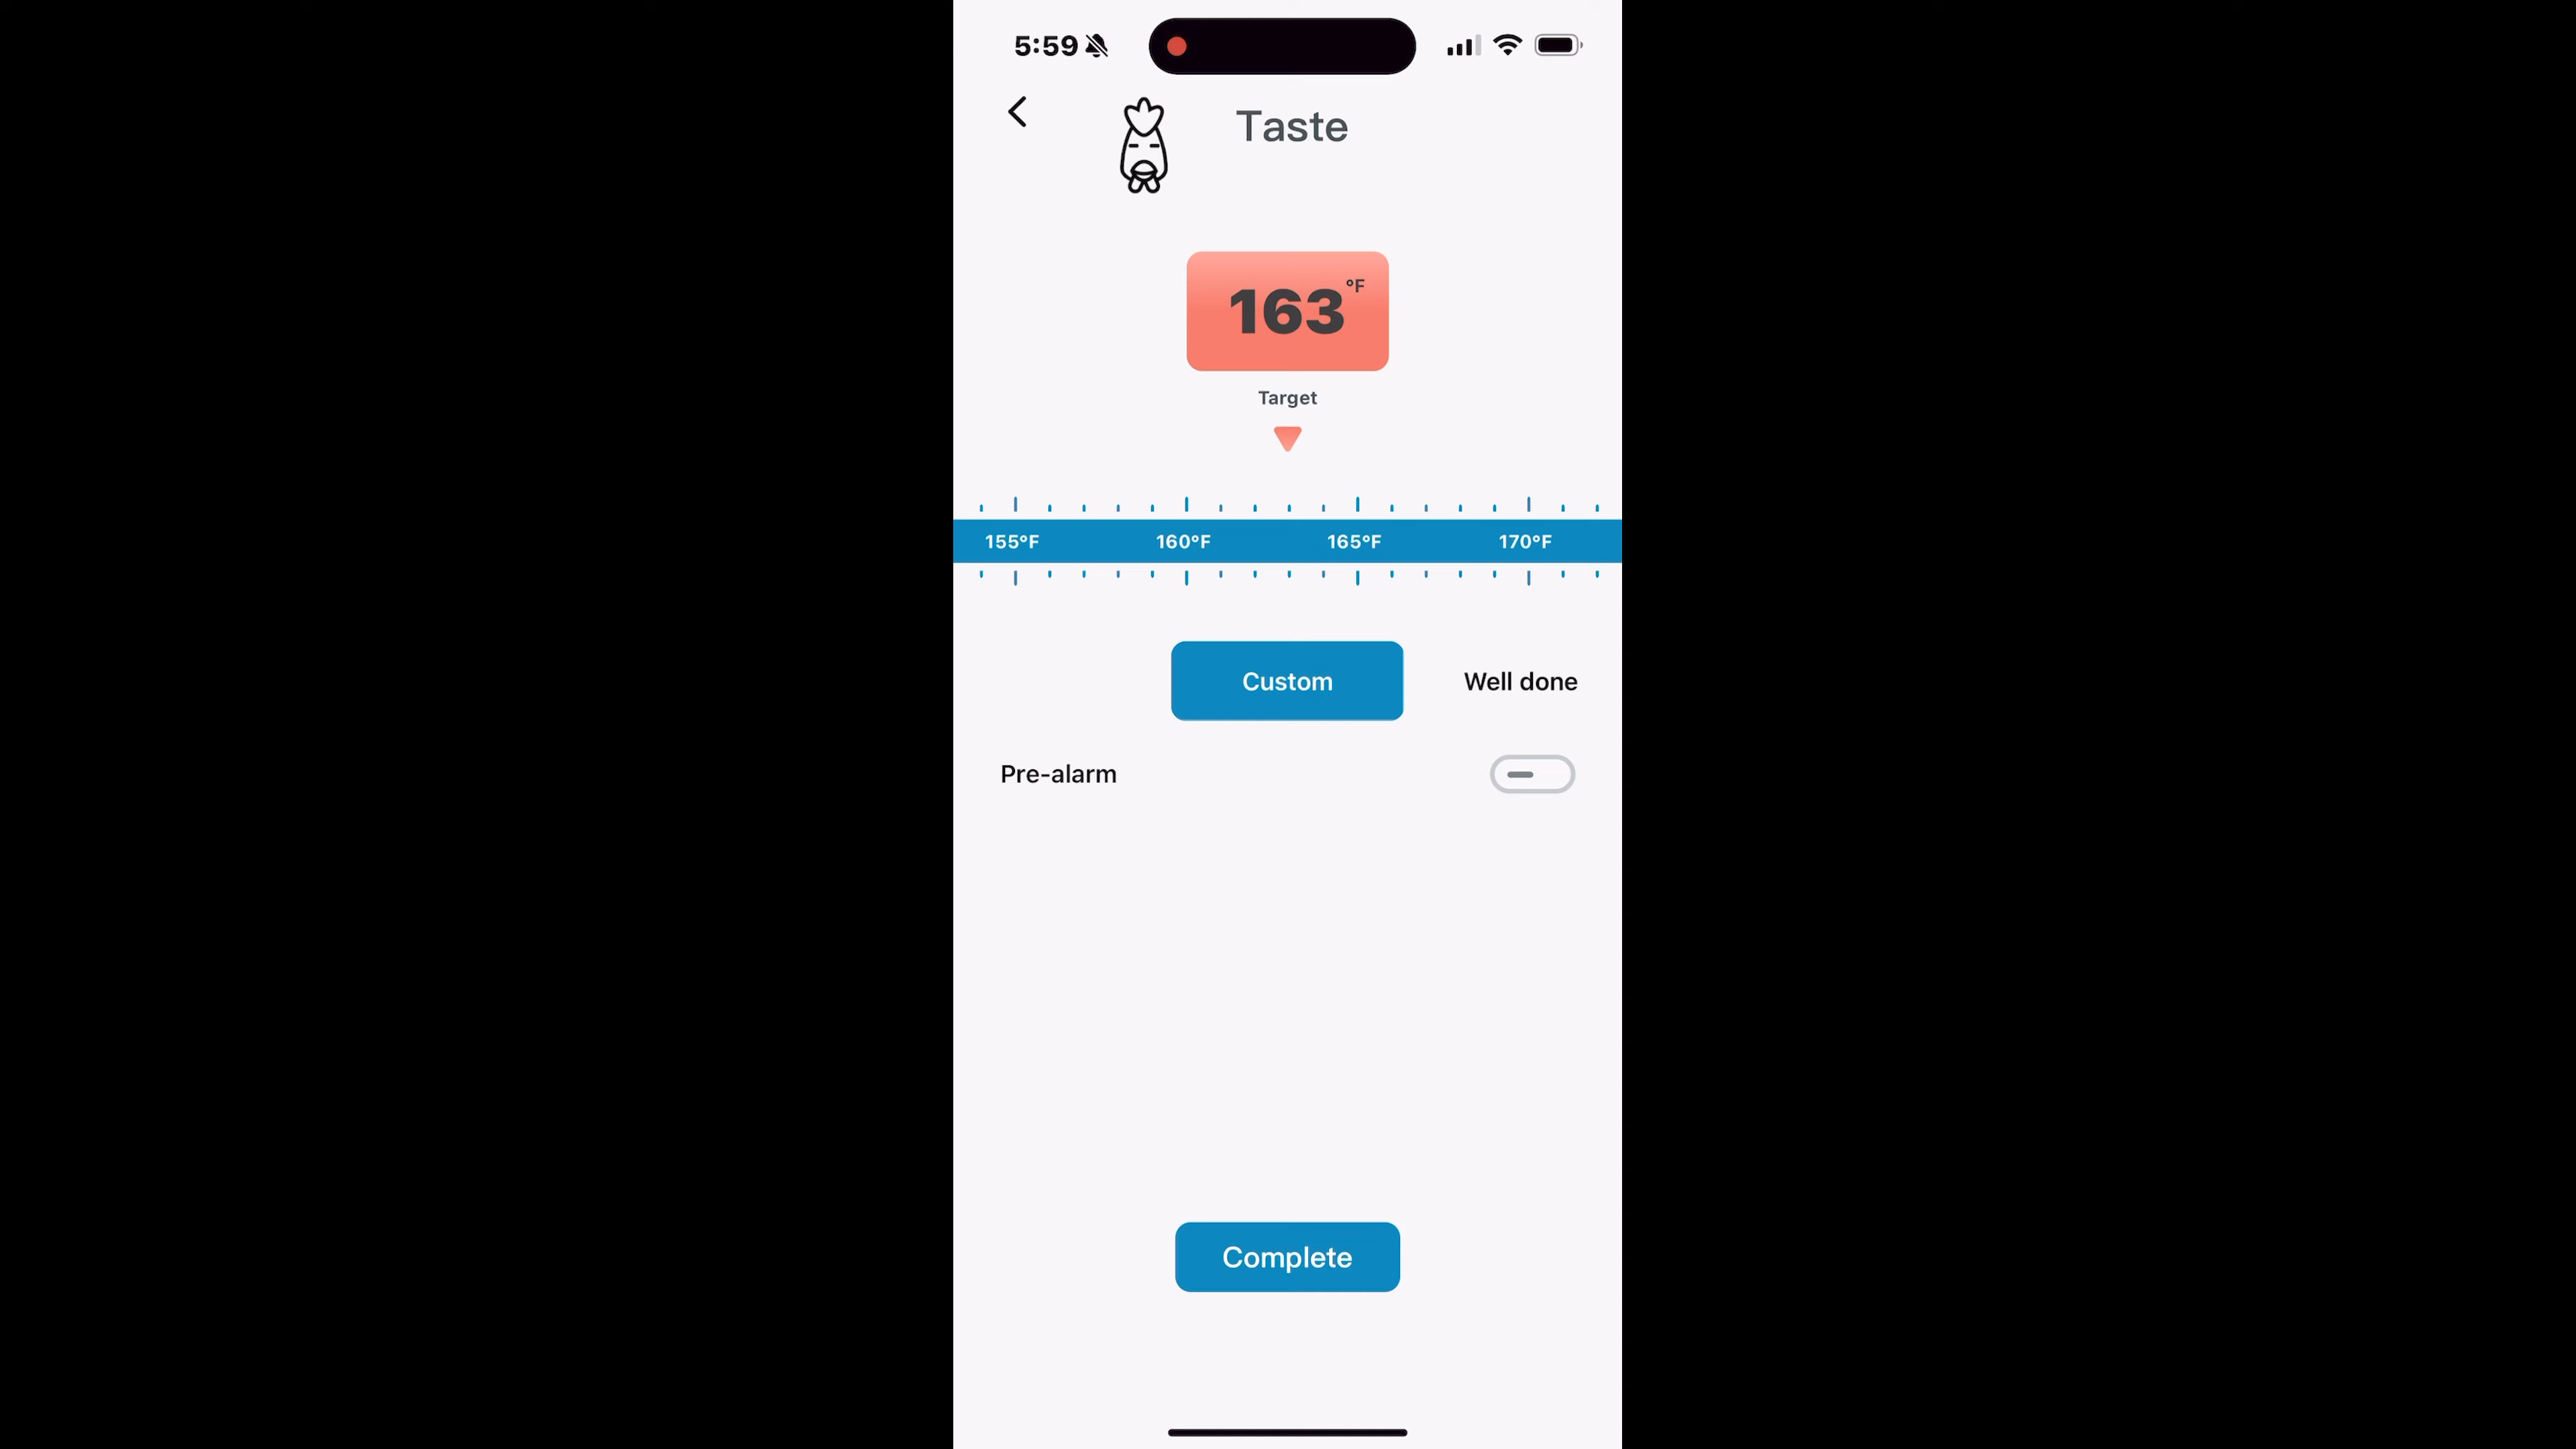 5:59
Taste
163 °F
Target
155°F 160°F 165°F 170°F
Custom Well done
Pre-alarm
Complete